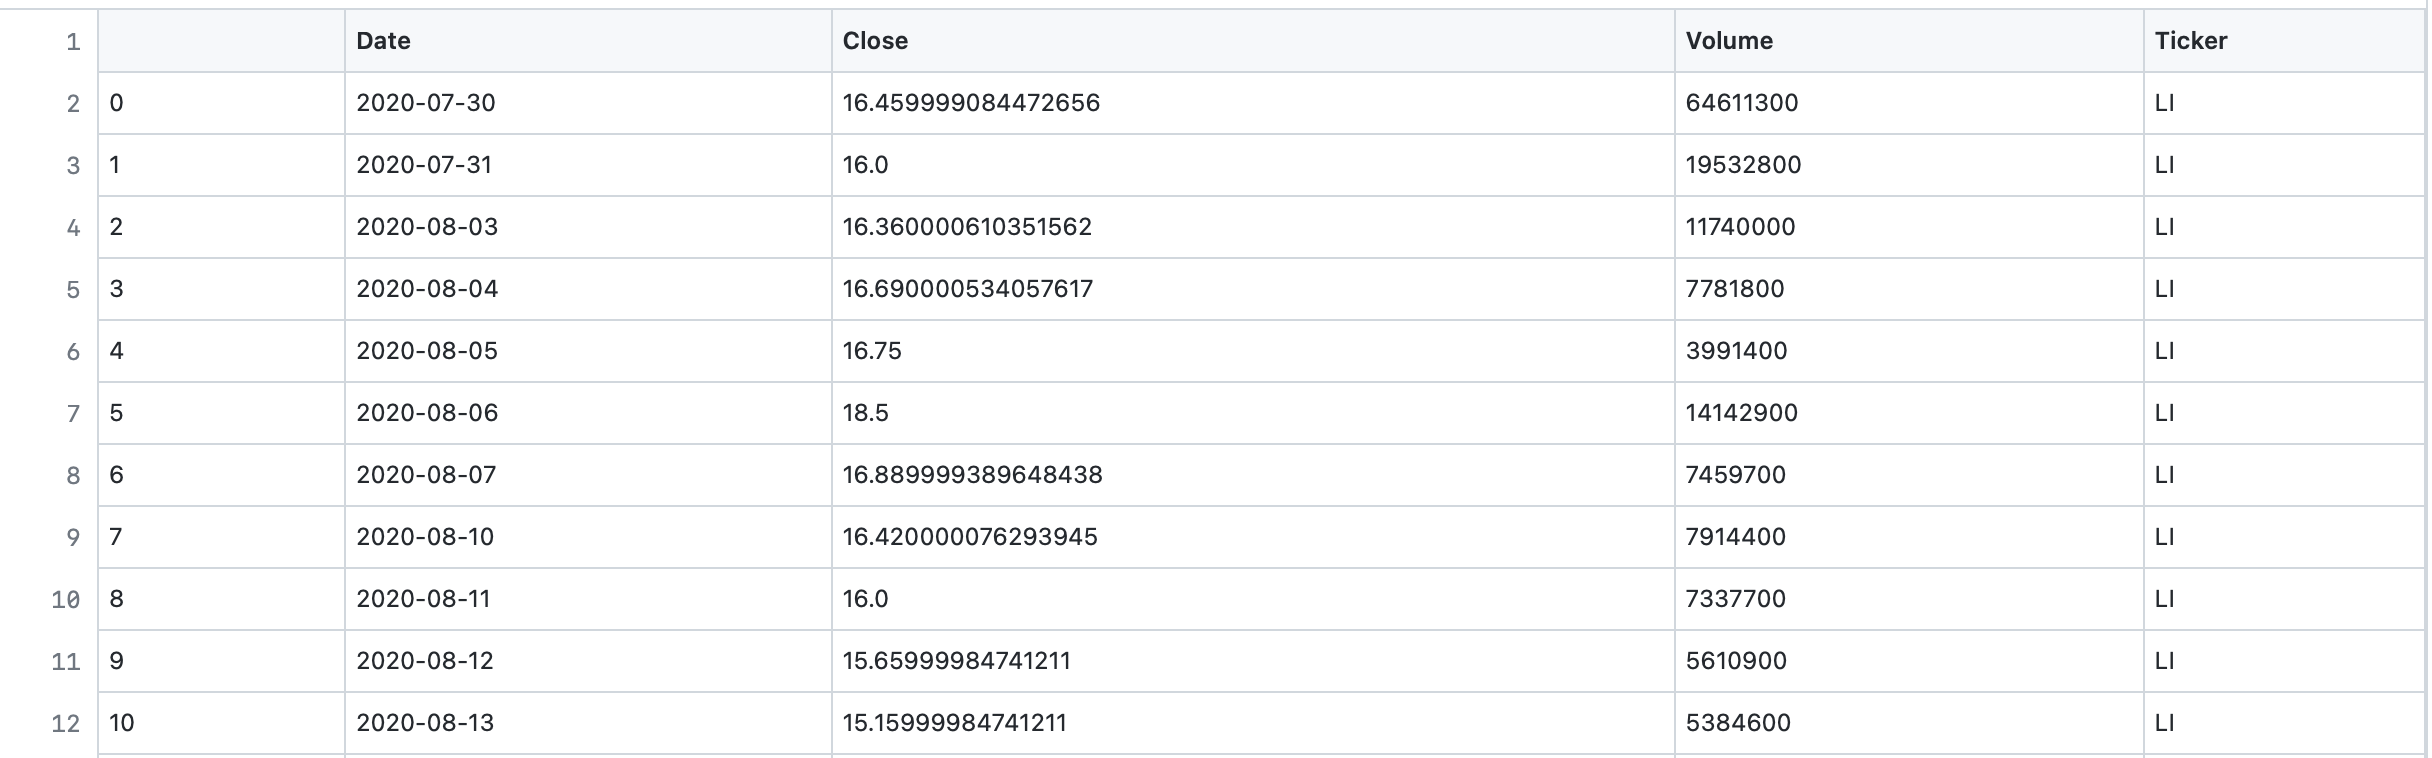 1 Date Close Volume Ticker
2 0 2020-07-30 16.459999084472656 64611300 LI
3 1 2020-07-31 16.0 19532800 LI
4 2 2020-08-03 16.360000610351562 11740000 LI
5 3 2020-08-04 16.690000534057617 7781800 LI
6 4 2020-08-05 16.75 3991400 LI
7 5 2020-08-06 18.5 14142900 LI
8 6 2020-08-07 16.889999389648438 7459700 LI
9 7 2020-08-10 16.420000076293945 7914400 LI
10 8 2020-08-11 16.0 7337700 LI
11 9 2020-08-12 15.65999984741211 5610900 LI
12 10 2020-08-13 15.15999984741211 5384600 LI